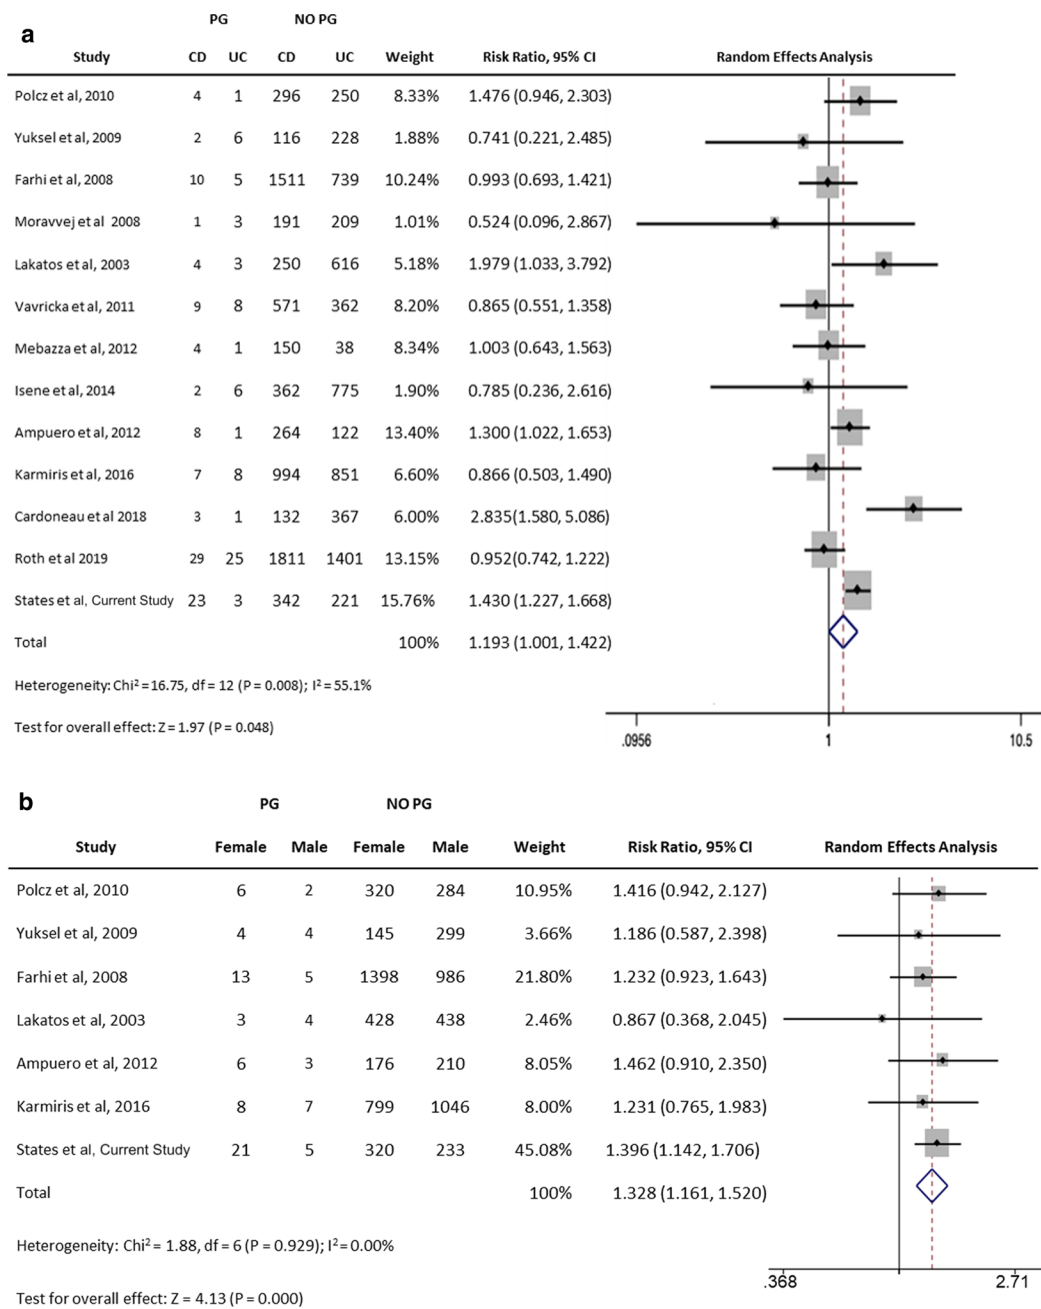 a
PG NO PG
Study CD UC CD UC Weight Risk Ratio, 95% CI Random Effects Analysis
Polcz et al, 2010 4 1 296 250 8.33% 1.476 (0.946, 2.303)
Yuksel et al, 2009 2 6 116 228 1.88% 0.741 (0.221, 2.485)
Farhi et al, 2008 10 5 1511 739 10.24% 0.993 (0.693, 1.421)
Moravvej et al 2008 1 3 191 209 1.01% 0.524 (0.096, 2.867)
Lakatos et al, 2003 4 3 250 616 5.18% 1.979 (1.033, 3.792)
Vavricka et al, 2011 9 8 571 362 8.20% 0.865 (0.551, 1.358)
Mebazza et al, 2012 4 1 150 38 8.34% 1.003 (0.643, 1.563)
Isene et al, 2014 2 6 362 775 1.90% 0.785 (0.236, 2.616)
Ampuero et al, 2012 8 1 264 122 13.40% 1.300 (1.022, 1.653)
Karmiris et al, 2016 7 8 994 851 6.60% 0.866 (0.503, 1.490)
Cardoneau et al 2018 3 1 132 367 6.00% 2.835(1.580, 5.086)
Roth et al 2019 29 25 1811 1401 13.15% 0.952(0.742, 1.222)
States et al, Current Study 23 3 342 221 15.76% 1.430 (1.227, 1.668)
Total 100% 1.193 (1.001, 1.422)
Heterogeneity: Chi² = 16.75, df = 12 (P = 0.008); I² = 55.1%
Test for overall effect: Z = 1.97 (P = 0.048)
.0956 1 10.5
b
PG NO PG
Study Female Male Female Male Weight Risk Ratio, 95% CI Random Effects Analysis
Polcz et al, 2010 6 2 320 284 10.95% 1.416 (0.942, 2.127)
Yuksel et al, 2009 4 4 145 299 3.66% 1.186 (0.587, 2.398)
Farhi et al, 2008 13 5 1398 986 21.80% 1.232 (0.923, 1.643)
Lakatos et al, 2003 3 4 428 438 2.46% 0.867 (0.368, 2.045)
Ampuero et al, 2012 6 3 176 210 8.05% 1.462 (0.910, 2.350)
Karmiris et al, 2016 8 7 799 1046 8.00% 1.231 (0.765, 1.983)
States et al, Current Study 21 5 320 233 45.08% 1.396 (1.142, 1.706)
Total 100% 1.328 (1.161, 1.520)
Heterogeneity: Chi² = 1.88, df = 6 (P = 0.929); I² = 0.00%
.368 2.71
Test for overall effect: Z = 4.13 (P = 0.000)